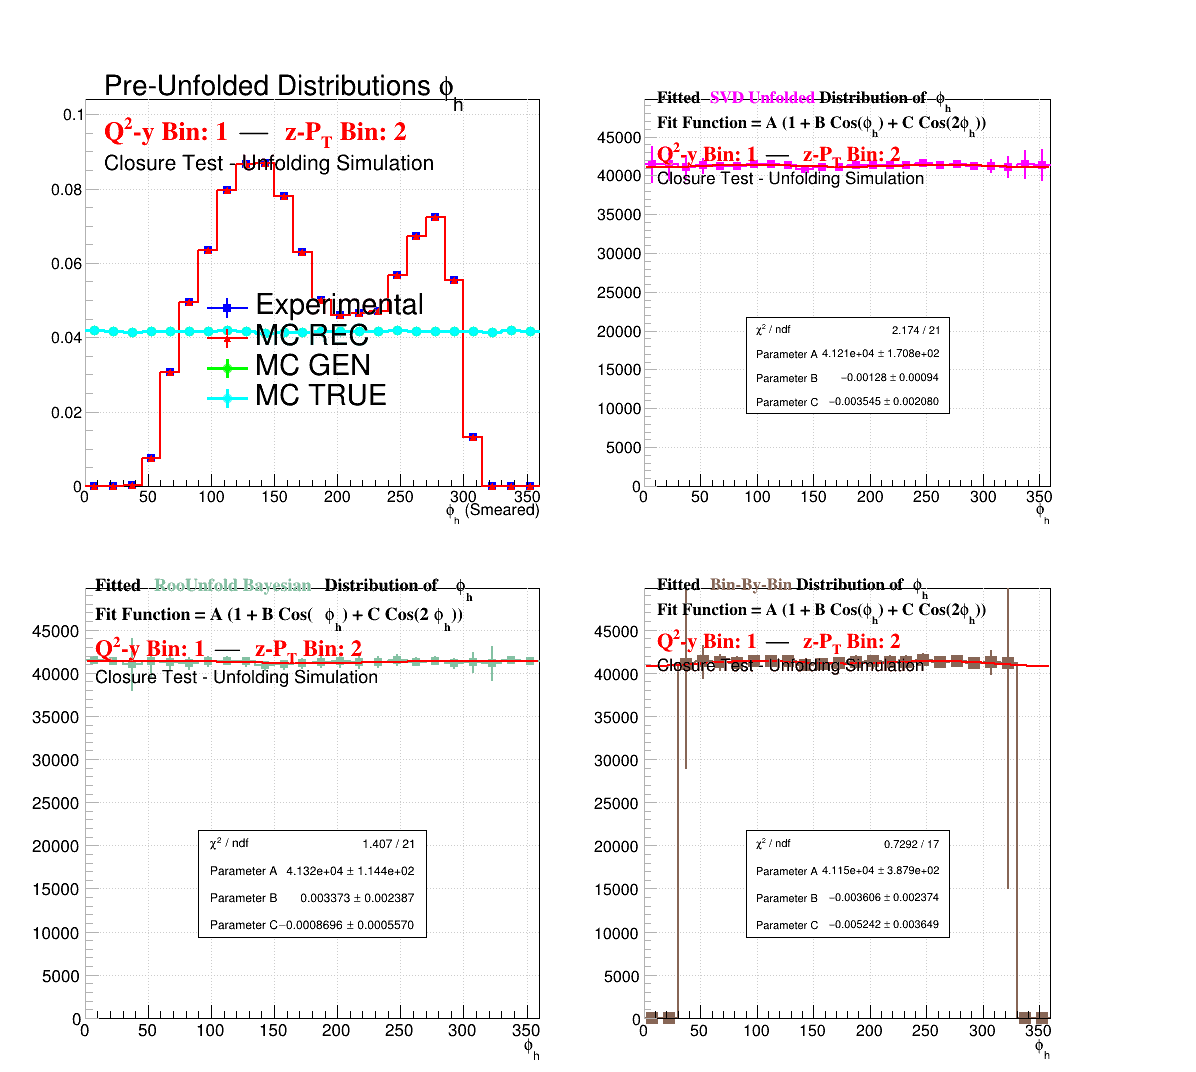 Pre-Unfolded Distributions ϕh
Q²-y Bin: 1 — z-PT Bin: 2
Closure Test - Unfolding Simulation
0.1
0.08
0.06
0.04
0.02
0
Experimental
MC REC
MC GEN
MC TRUE
0 50 100 150 200 250 300 350
ϕh (Smeared)
Fitted SVD Unfolded Distribution of ϕh
Fit Function = A (1 + B Cos(ϕh) + C Cos(2ϕh))
Q²-y Bin: 1 — z-PT Bin: 2
Closure Test - Unfolding Simulation
45000
40000
35000
30000
25000
20000
15000
10000
5000
0
χ² / ndf 2.174 / 21
Parameter A 4.121e+04 ± 1.708e+02
Parameter B −0.00128 ± 0.00094
Parameter C −0.003545 ± 0.002080
0 50 100 150 200 250 300 350
ϕh
Fitted RooUnfold Bayesian Distribution of ϕh
Fit Function = A (1 + B Cos( ϕh) + C Cos(2 ϕh))
Q²-y Bin: 1 — z-PT Bin: 2
Closure Test - Unfolding Simulation
45000
40000
35000
30000
25000
20000
15000
10000
5000
0
χ² / ndf 1.407 / 21
Parameter A 4.132e+04 ± 1.144e+02
Parameter B 0.003373 ± 0.002387
Parameter C −0.0008696 ± 0.0005570
0 50 100 150 200 250 300 350
ϕh
Fitted Bin-By-Bin Distribution of ϕh
Fit Function = A (1 + B Cos(ϕh) + C Cos(2ϕh))
Q²-y Bin: 1 — z-PT Bin: 2
Closure Test - Unfolding Simulation
45000
40000
35000
30000
25000
20000
15000
10000
5000
0
χ² / ndf 0.7292 / 17
Parameter A 4.115e+04 ± 3.879e+02
Parameter B −0.003606 ± 0.002374
Parameter C −0.005242 ± 0.003649
0 50 100 150 200 250 300 350
ϕh